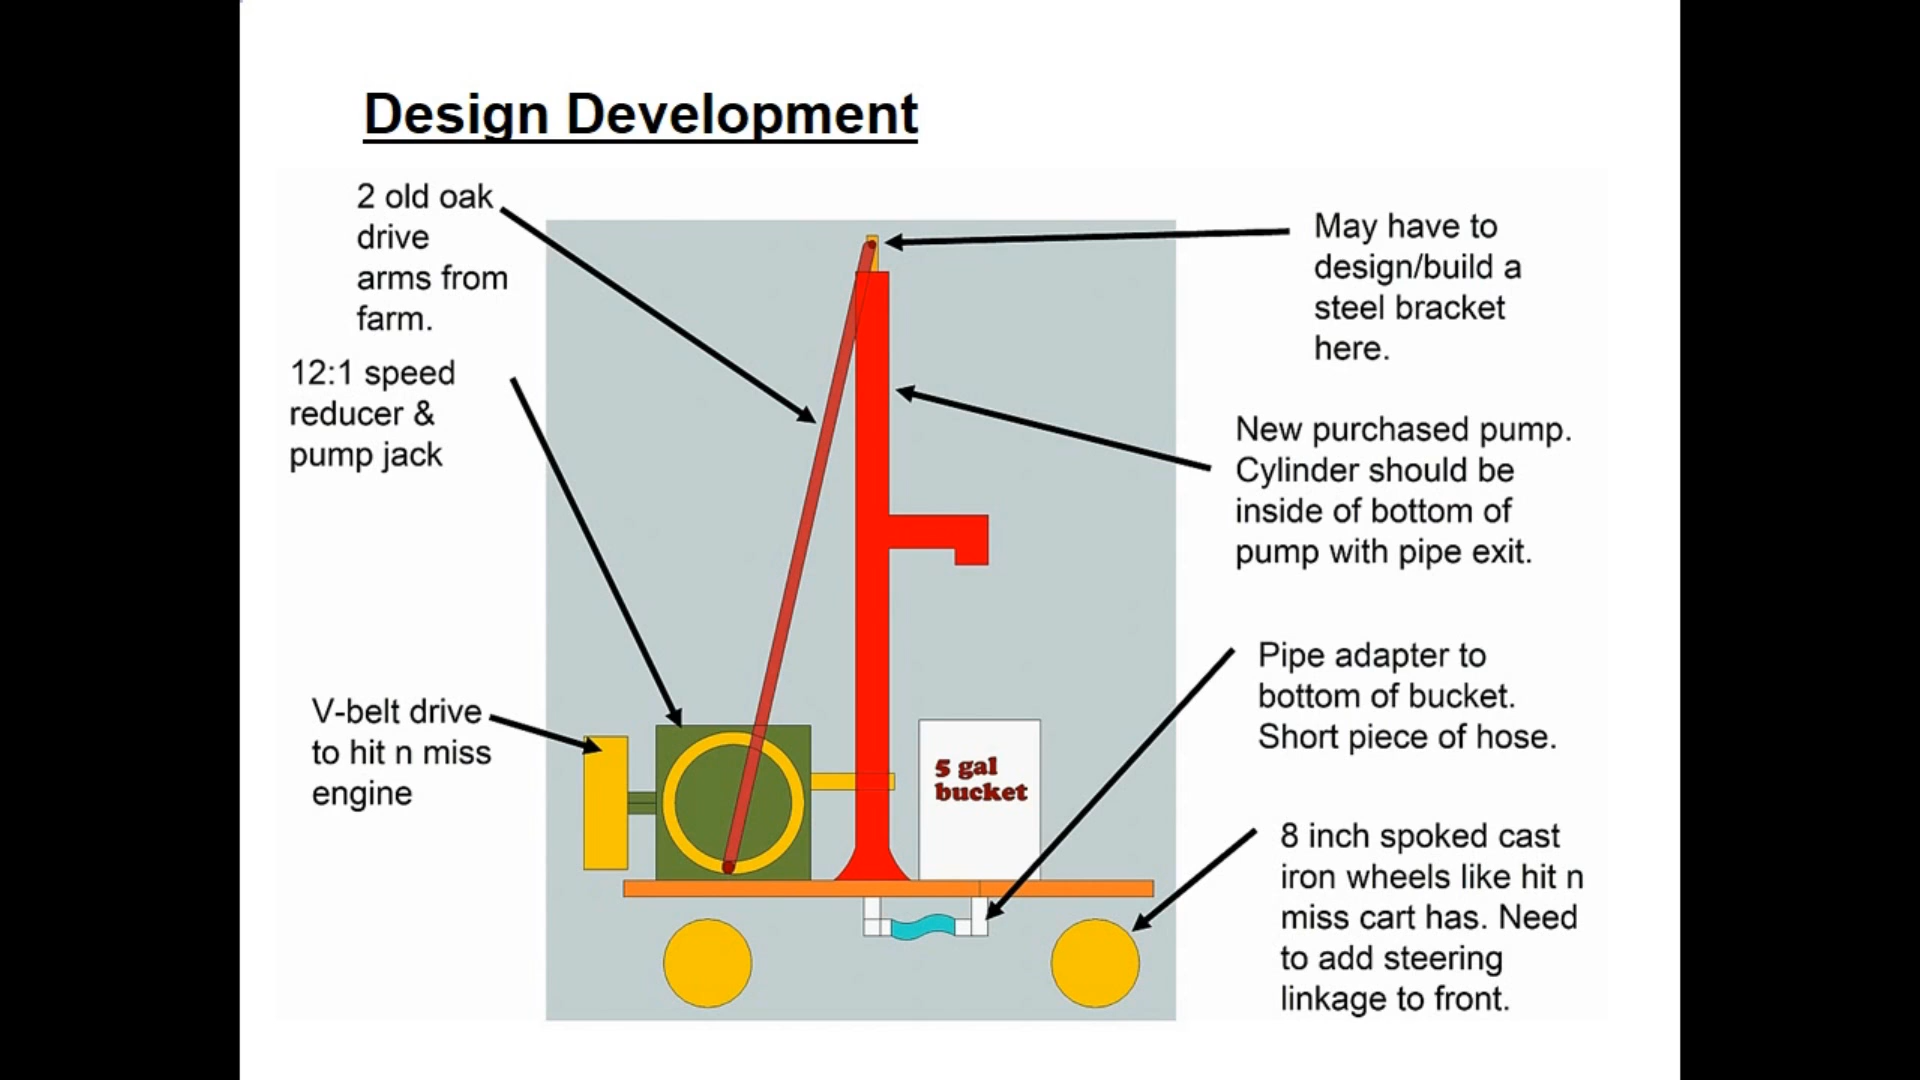 Design Development
2 old oak
drive
arms from
farm.
12:1 speed
reducer &
pump jack
V-belt drive
to hit n miss
engine
May have to
design/build a
steel bracket
here.
New purchased pump.
Cylinder should be
inside of bottom of
pump with pipe exit.
Pipe adapter to
bottom of bucket.
Short piece of hose.
5 gal
bucket
8 inch spoked cast
iron wheels like hit n
miss cart has. Need
to add steering
linkage to front.